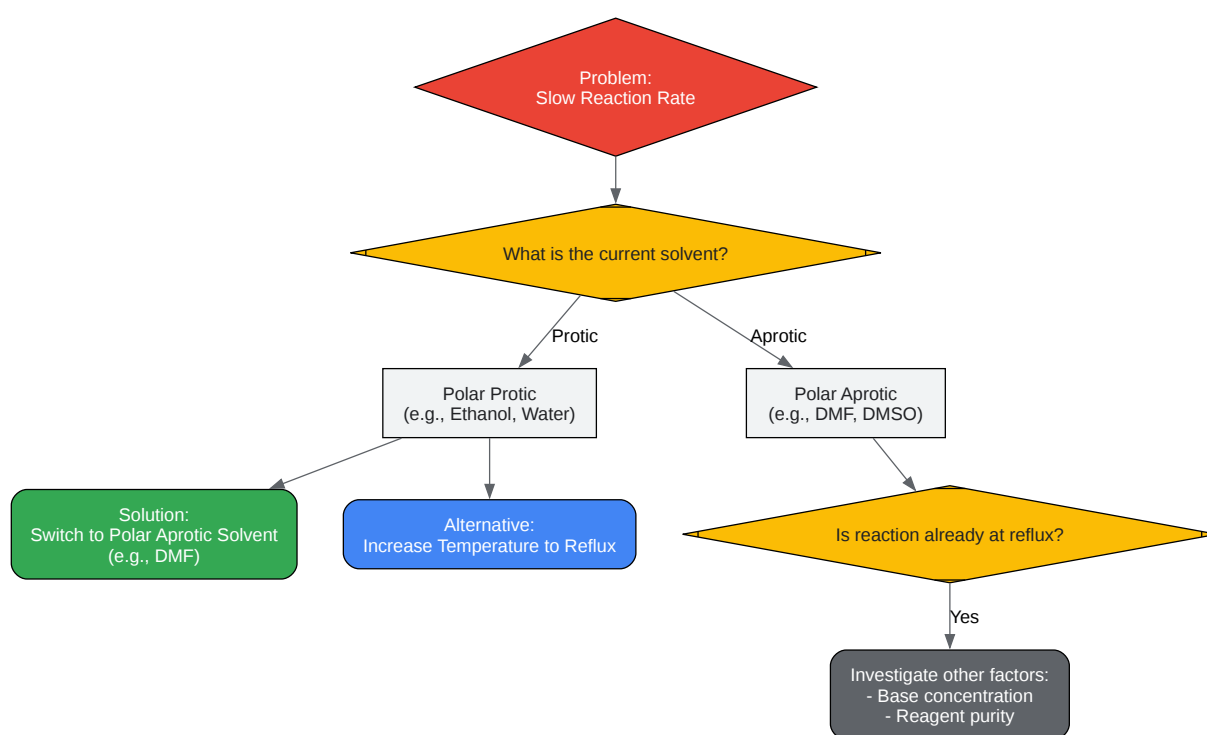 Problem:
Slow Reaction Rate
What is the current solvent?
Protic
Aprotic
Polar Protic
(e.g., Ethanol, Water)
Polar Aprotic
(e.g., DMF, DMSO)
Solution:
Switch to Polar Aprotic Solvent
(e.g., DMF)
Alternative:
Increase Temperature to Reflux
Is reaction already at reflux?
Yes
Investigate other factors:
- Base concentration
- Reagent purity